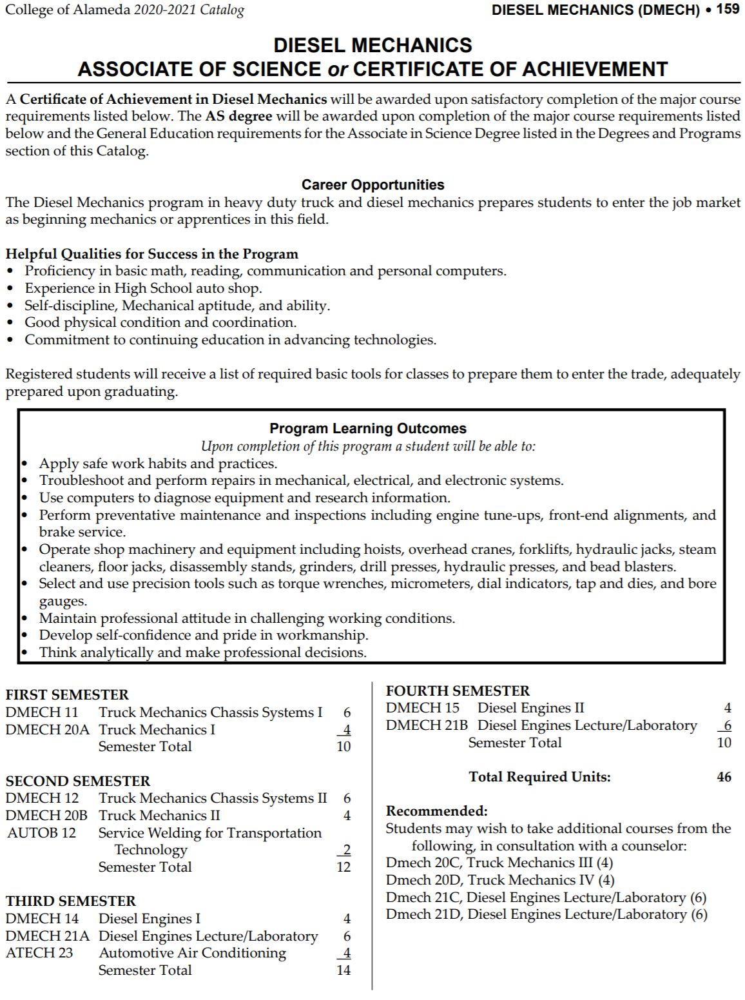 College of Alameda 2020-2021 Catalog
DIESEL MECHANICS (DMECH) • 159
DIESEL MECHANICS
ASSOCIATE OF SCIENCE or CERTIFICATE OF ACHIEVEMENT
A Certificate of Achievement in Diesel Mechanics will be awarded upon satisfactory completion of the major course
requirements listed below. The AS degree will be awarded upon completion of the major course requirements listed
below and the General Education requirements for the Associate in Science Degree listed in the Degrees and Programs
section of this Catalog.
Career Opportunities
The Diesel Mechanics program in heavy duty truck and diesel mechanics prepares students to enter the job market
as beginning mechanics or apprentices in this field.
Helpful Qualities for Success in the Program
• Proficiency in basic math, reading, communication and personal computers.
• Experience in High School auto shop.
• Self-discipline, Mechanical aptitude, and ability.
• Good physical condition and coordination.
• Commitment to continuing education in advancing technologies.
Registered students will receive a list of required basic tools for classes to prepare them to enter the trade, adequately
prepared upon graduating.
Program Learning Outcomes
Upon completion of this program a student will be able to:
• Apply safe work habits and practices.
• Troubleshoot and perform repairs in mechanical, electrical, and electronic systems.
• Use computers to diagnose equipment and research information.
• Perform preventative maintenance and inspections including engine tune-ups, front-end alignments, and
brake service.
• Operate shop machinery and equipment including hoists, overhead cranes, forklifts, hydraulic jacks, steam
cleaners, floor jacks, disassembly stands, grinders, drill presses, hydraulic presses, and bead blasters.
• Select and use precision tools such as torque wrenches, micrometers, dial indicators, tap and dies, and bore
gauges.
• Maintain professional attitude in challenging working conditions.
• Develop self-confidence and pride in workmanship.
• Think analytically and make professional decisions.
FIRST SEMESTER
DMECH 11 Truck Mechanics Chassis Systems I 6
DMECH 20A Truck Mechanics I 4
Semester Total 10
SECOND SEMESTER
DMECH 12 Truck Mechanics Chassis Systems II 6
DMECH 20B Truck Mechanics II 4
AUTOB 12 Service Welding for Transportation
Technology 2
Semester Total 12
THIRD SEMESTER
DMECH 14 Diesel Engines I 4
DMECH 21A Diesel Engines Lecture/Laboratory 6
ATECH 23 Automotive Air Conditioning 4
Semester Total 14
FOURTH SEMESTER
DMECH 15 Diesel Engines II 4
DMECH 21B Diesel Engines Lecture/Laboratory 6
Semester Total 10
Total Required Units: 46
Recommended:
Students may wish to take additional courses from the
following, in consultation with a counselor:
Dmech 20C, Truck Mechanics III (4)
Dmech 20D, Truck Mechanics IV (4)
Dmech 21C, Diesel Engines Lecture/Laboratory (6)
Dmech 21D, Diesel Engines Lecture/Laboratory (6)